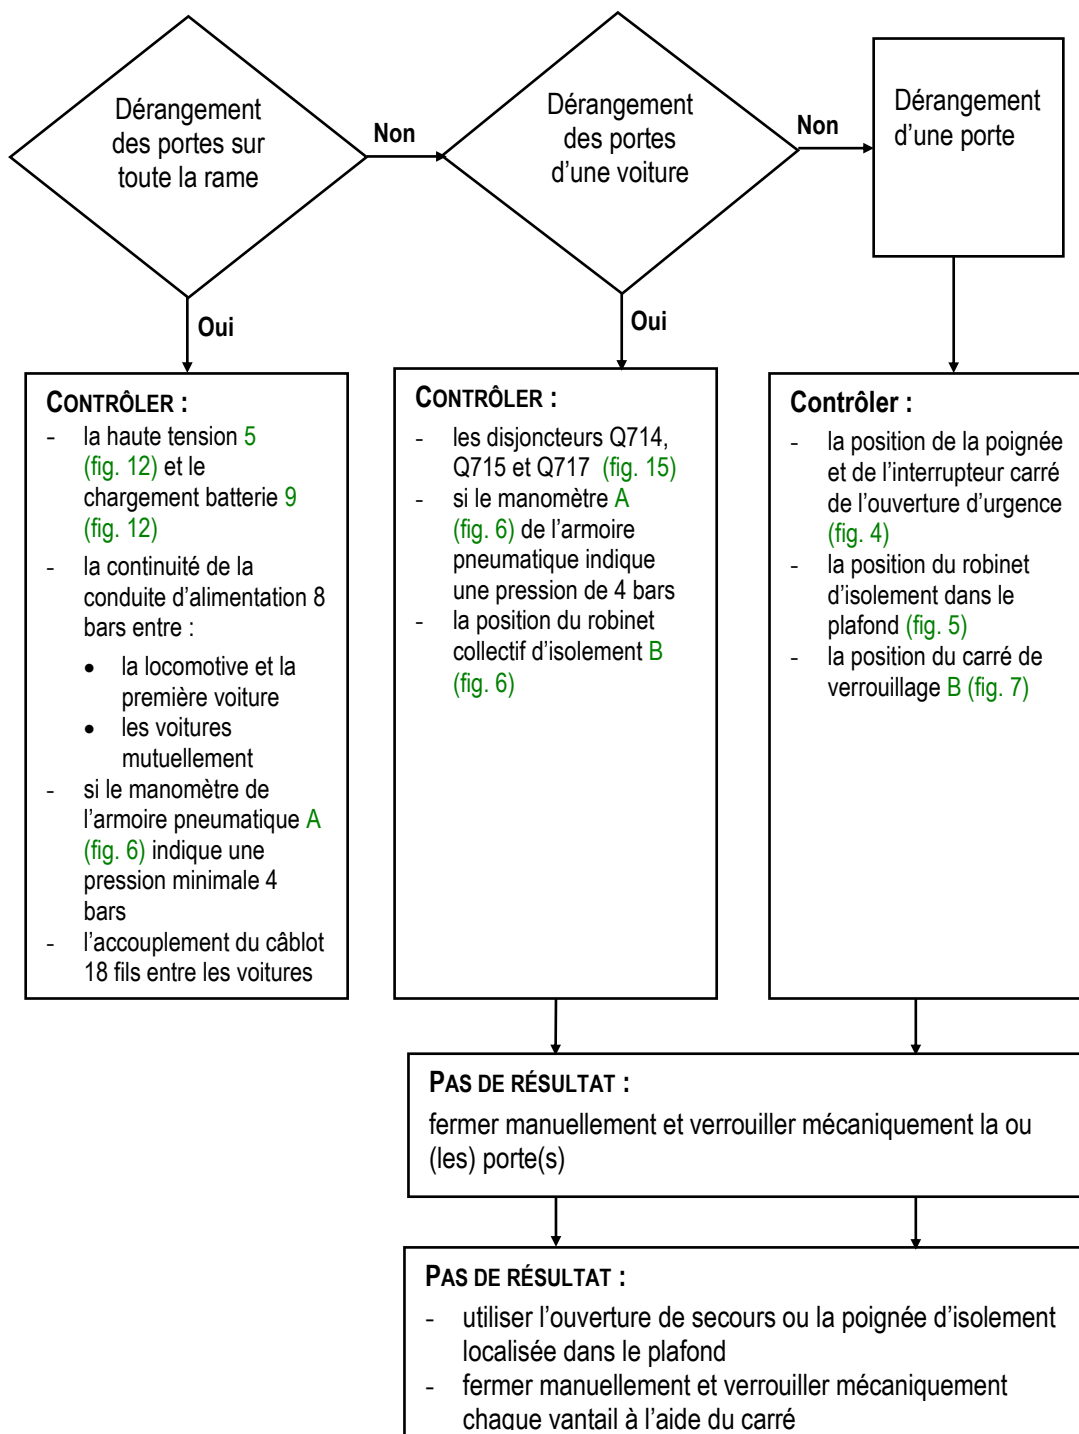 Dérangement
des portes sur
toute la rame
Non
Dérangement
des portes
d'une voiture
Non
Dérangement
d'une porte
Oui
Oui
CONTRÔLER :
- la haute tension 5
(fig. 12) et le
chargement batterie 9
(fig. 12)
- la continuité de la
conduite d'alimentation 8
bars entre :
• la locomotive et la
première voiture
• les voitures
mutuellement
- si le manomètre de
l'armoire pneumatique A
(fig. 6) indique une
pression minimale 4
bars
- l'accouplement du câblot
18 fils entre les voitures
CONTRÔLER :
- les disjoncteurs Q714,
Q715 et Q717 (fig. 15)
- si le manomètre A
(fig. 6) de l'armoire
pneumatique indique
une pression de 4 bars
- la position du robinet
collectif d'isolement B
(fig. 6)
Contrôler :
- la position de la poignée
et de l'interrupteur carré
de l'ouverture d'urgence
(fig. 4)
- la position du robinet
d'isolement dans le
plafond (fig. 5)
- la position du carré de
verrouillage B (fig. 7)
PAS DE RÉSULTAT :
fermer manuellement et verrouiller mécaniquement la ou
(les) porte(s)
PAS DE RÉSULTAT :
- utiliser l'ouverture de secours ou la poignée d'isolement
localisée dans le plafond
- fermer manuellement et verrouiller mécaniquement
chaque vantail à l'aide du carré